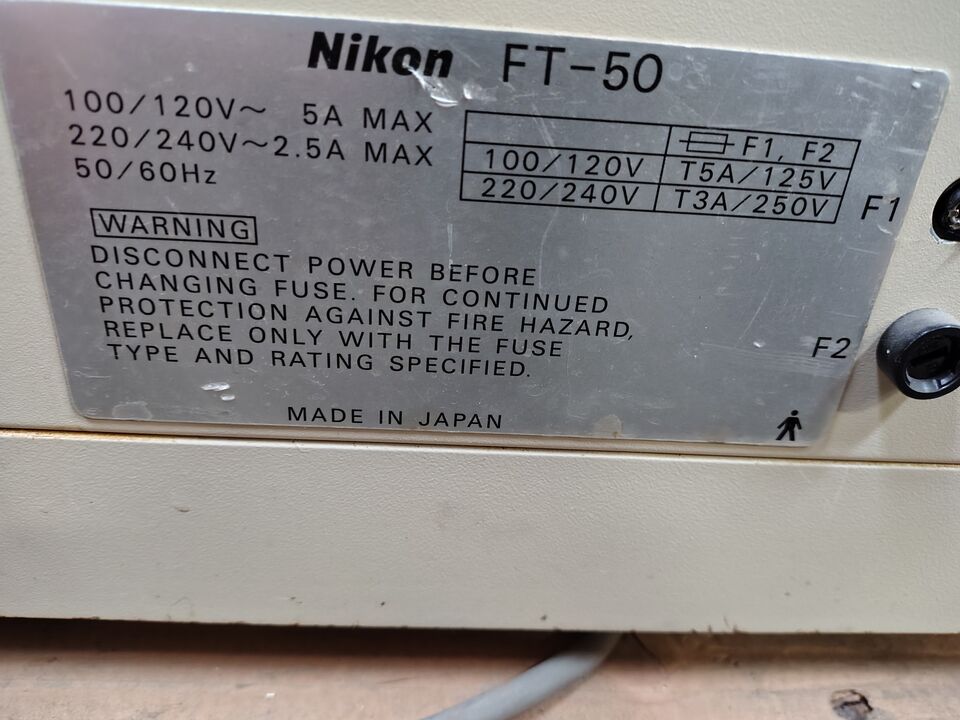 Nikon FT-50
100/120V~ 5A MAX
220/240V~2.5A MAX
50/60Hz
F1, F2
100/120V T5A/125V
220/240V T3A/250V
F1
WARNING
DISCONNECT POWER BEFORE
CHANGING FUSE. FOR CONTINUED
PROTECTION AGAINST FIRE HAZARD,
REPLACE ONLY WITH THE FUSE
TYPE AND RATING SPECIFIED.
F2
MADE IN JAPAN